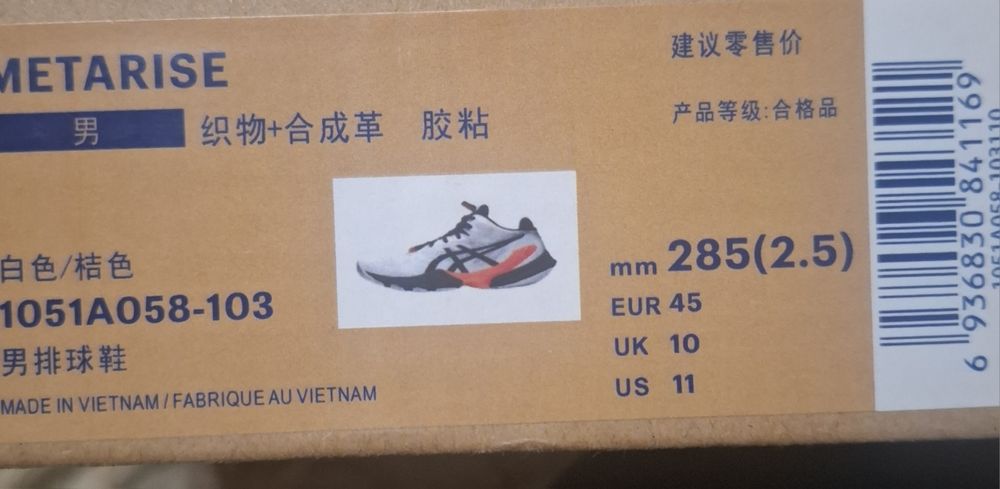 METARISE
男
织物+合成革 胶粘
白色/桔色
1051A058-103
男排球鞋
MADE IN VIETNAM / FABRIQUE AU VIETNAM
建议零售价
产品等级:合格品
mm 285(2.5)
EUR 45
UK 10
US 11
6 936830 841169
1051A058-103110